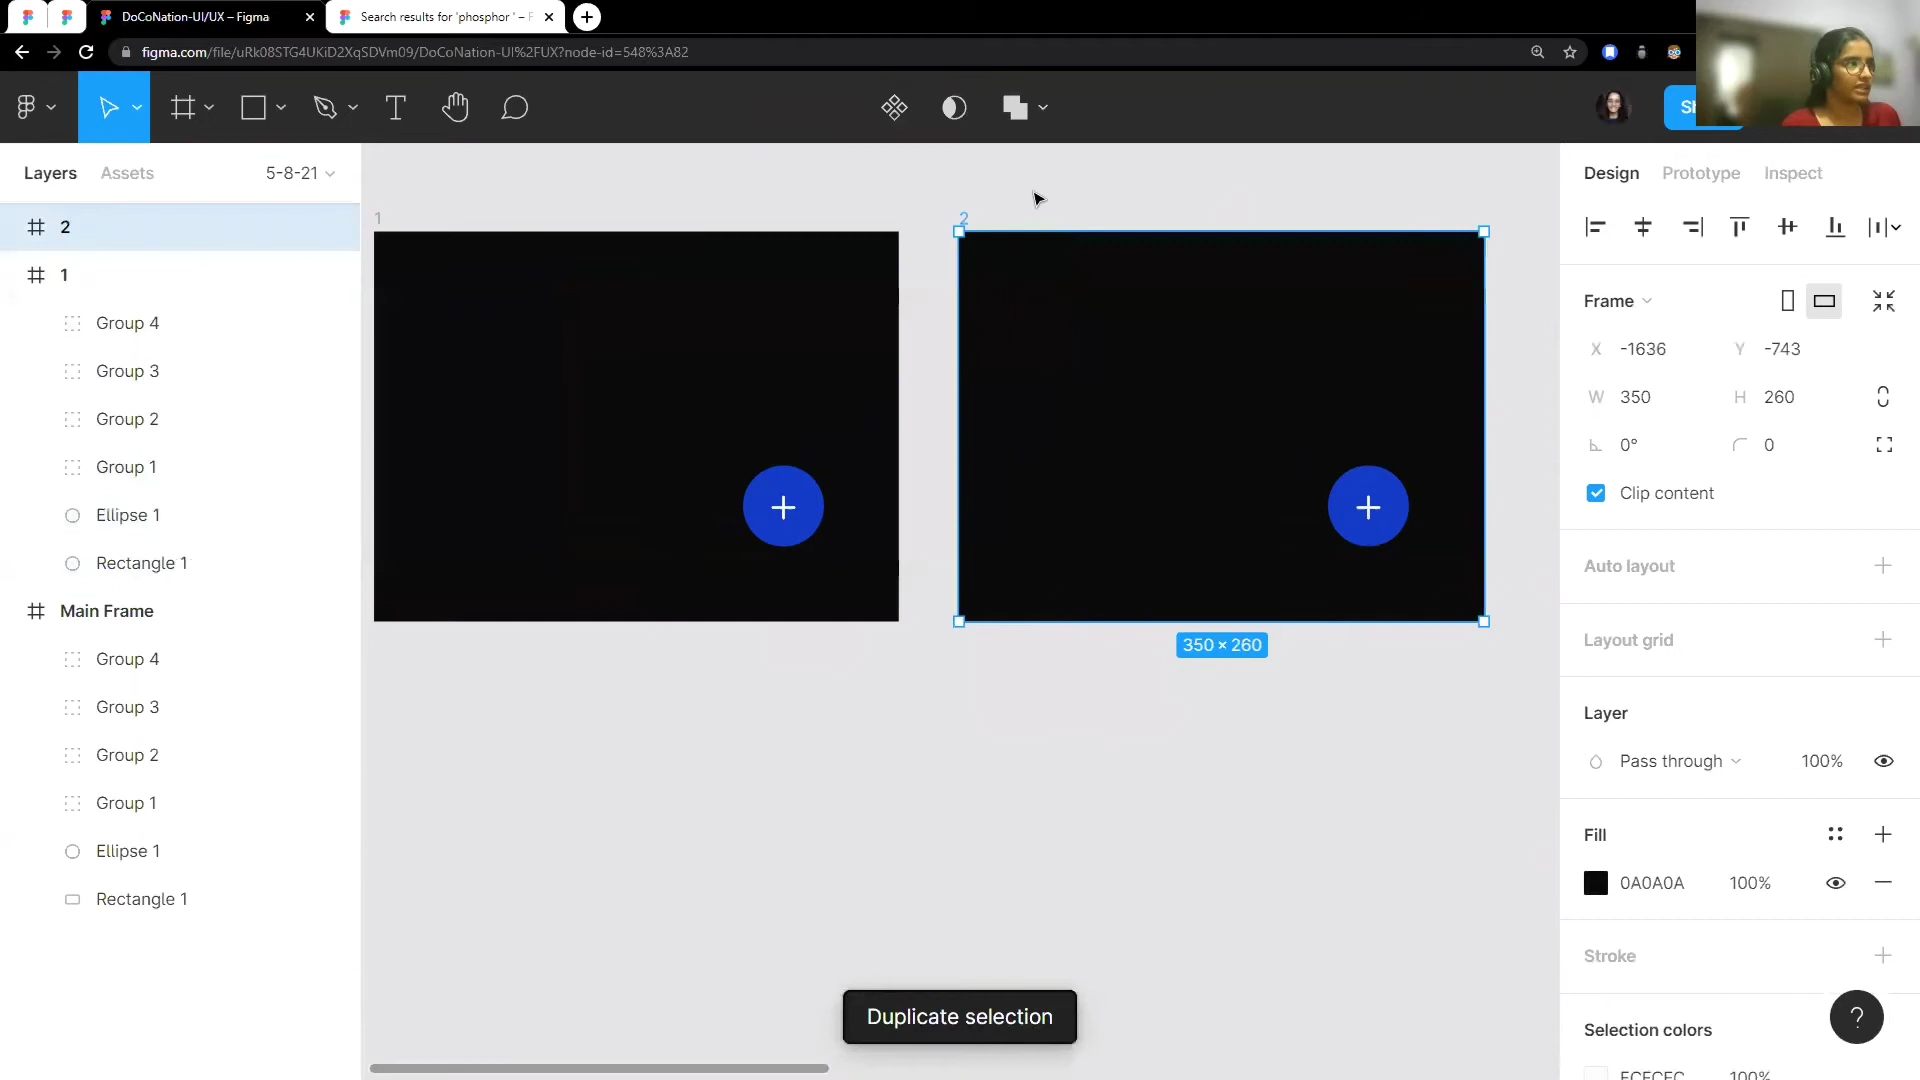 DoCoNation-UI/UX – Figma
Search results for 'phosphor ' – F
figma.com/file/uRk08STG4UKiD2XqSDVm09/DoCoNation-UI%2FUX?node-id=548%3A82
Layers
Assets
5-8-21
2
1
Group 4
Group 3
Group 2
Group 1
Ellipse 1
Rectangle 1
Main Frame
Group 4
Group 3
Group 2
Group 1
Ellipse 1
Rectangle 1
1
2
350 × 260
Duplicate selection
Design
Prototype
Inspect
Frame
X -1636
Y -743
W 350
H 260
0°
0
Clip content
Auto layout
Layout grid
Layer
Pass through
100%
Fill
0A0A0A
100%
Stroke
?
Selection colors
100%